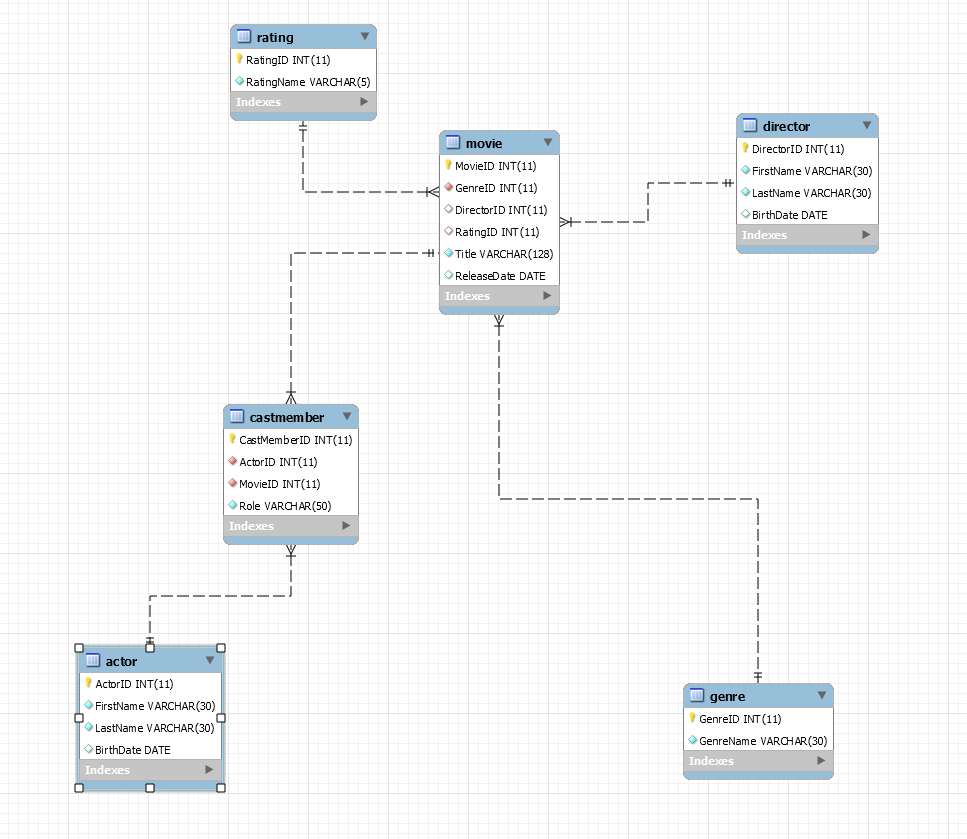 rating
RatingID INT(11)
RatingName VARCHAR(5)
Indexes
movie
MovieID INT(11)
GenreID INT(11)
DirectorID INT(11)
RatingID INT(11)
Title VARCHAR(128)
ReleaseDate DATE
Indexes
director
DirectorID INT(11)
FirstName VARCHAR(30)
LastName VARCHAR(30)
BirthDate DATE
Indexes
castmember
CastMemberID INT(11)
ActorID INT(11)
MovieID INT(11)
Role VARCHAR(50)
Indexes
actor
ActorID INT(11)
FirstName VARCHAR(30)
LastName VARCHAR(30)
BirthDate DATE
Indexes
genre
GenreID INT(11)
GenreName VARCHAR(30)
Indexes